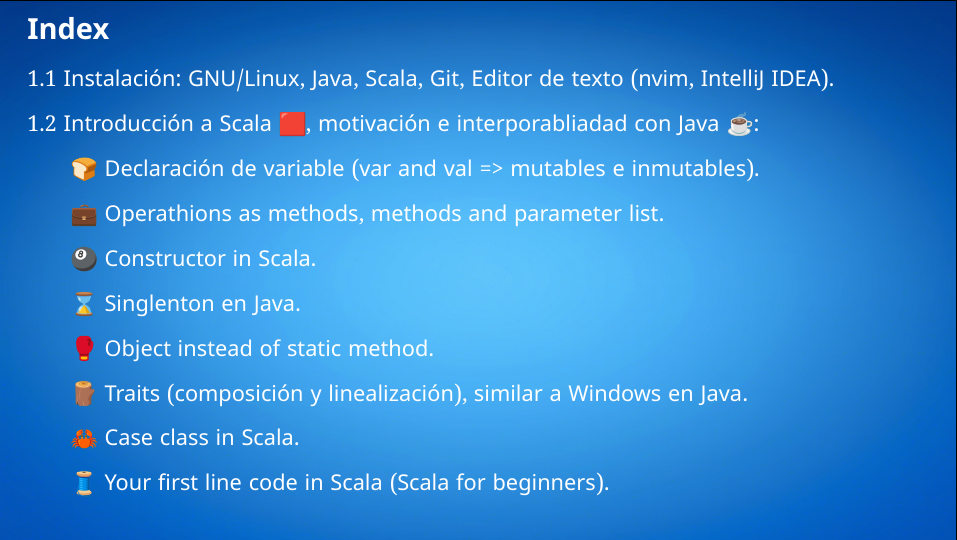 Index
1.1 Instalación: GNU/Linux, Java, Scala, Git, Editor de texto (nvim, IntelliJ IDEA).
1.2 Introducción a Scala 🟥, motivación e interporabliadad con Java ☕:
🍞 Declaración de variable (var and val => mutables e inmutables).
💼 Operathions as methods, methods and parameter list.
🎱 Constructor in Scala.
⌛ Singlenton en Java.
🥊 Object instead of static method.
🪵 Traits (composición y linealización), similar a Windows en Java.
🦀 Case class in Scala.
🧵 Your first line code in Scala (Scala for beginners).